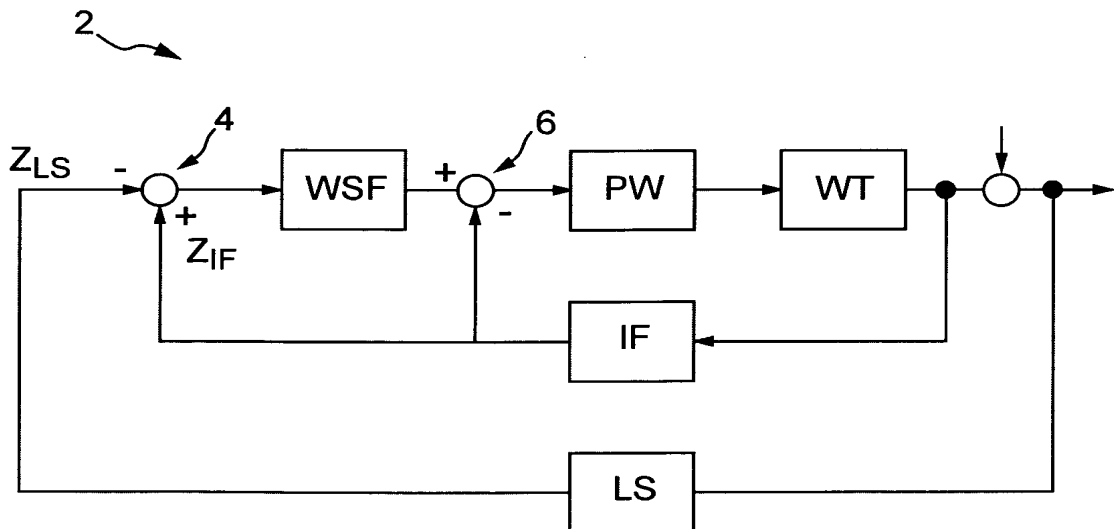 2
4
6
Z_LS
-
+
Z_IF
WSF
+
-
PW
WT
IF
LS